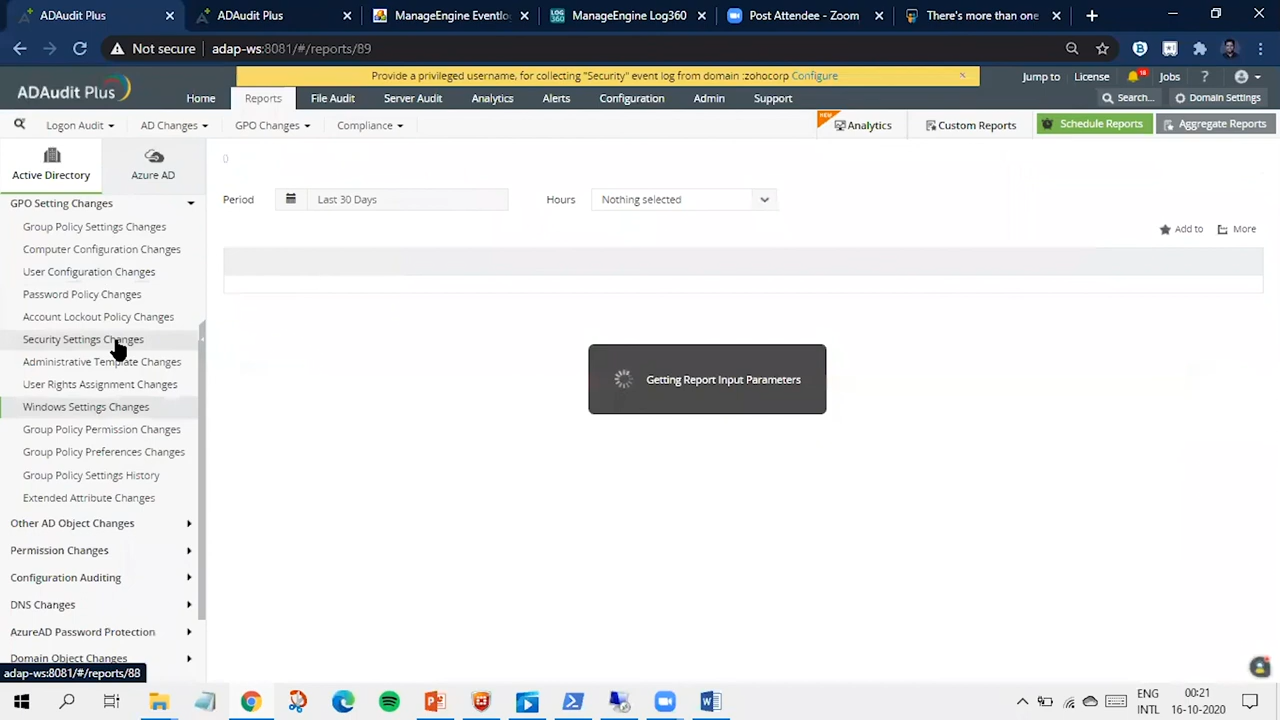 ADAudit Plus
ADAudit Plus
ManageEngine Eventlo
ManageEngine Log360
Post Attendee - Zoom
There's more than one
Not secure
adap-ws:8081/#/reports/89
ADAudit Plus
Provide a privileged username, for collecting "Security" event log from domain :zohocorp Configure
Jump to
License
18
Jobs
?
Home
Reports
File Audit
Server Audit
Analytics
Alerts
Configuration
Admin
Support
Search...
Domain Settings
Logon Audit
AD Changes
GPO Changes
Compliance
NEW
Analytics
Custom Reports
Schedule Reports
Aggregate Reports
Active Directory
Azure AD
()
Period
Last 30 Days
Hours
Nothing selected
Add to
More
GPO Setting Changes
Group Policy Settings Changes
Computer Configuration Changes
User Configuration Changes
Password Policy Changes
Account Lockout Policy Changes
Security Settings Changes
Administrative Template Changes
User Rights Assignment Changes
Windows Settings Changes
Group Policy Permission Changes
Group Policy Preferences Changes
Group Policy Settings History
Extended Attribute Changes
Other AD Object Changes
Permission Changes
Configuration Auditing
DNS Changes
AzureAD Password Protection
Domain Object Changes
Getting Report Input Parameters
adap-ws:8081/#/reports/88
ENG
INTL
00:21
16-10-2020